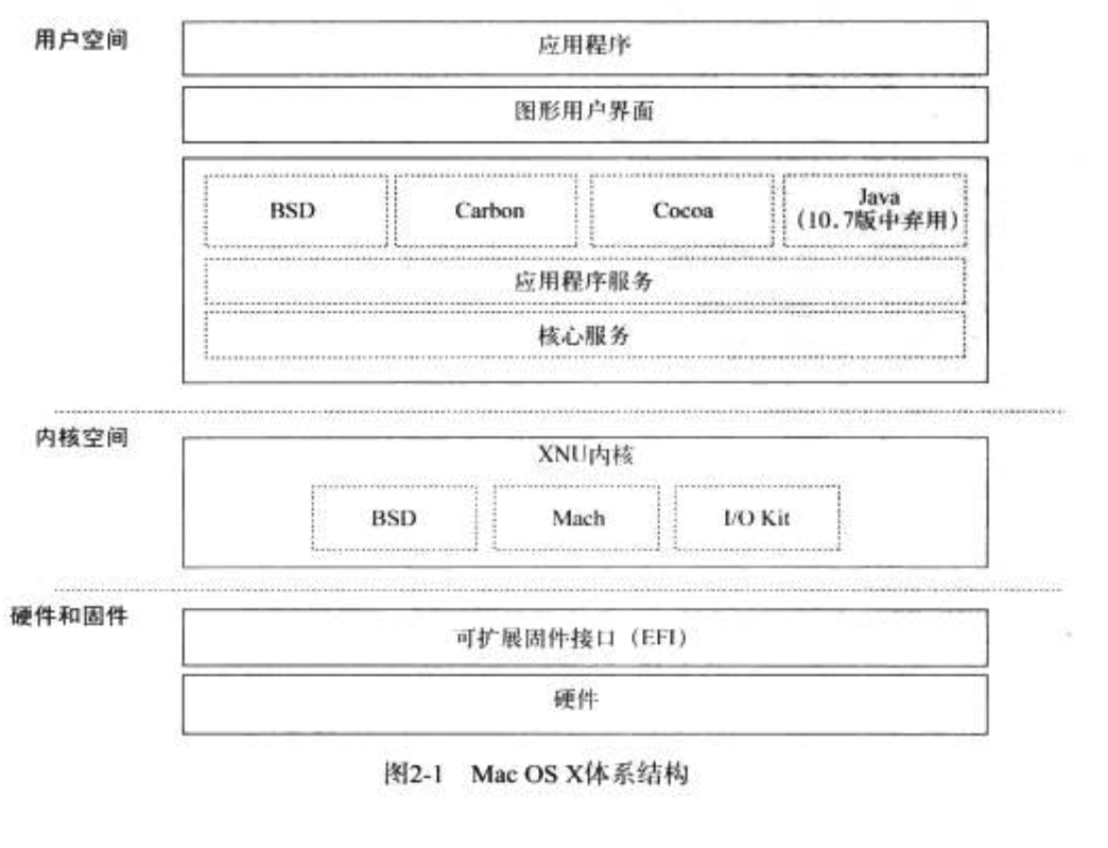 用户空间
应用程序
图形用户界面
BSD
Carbon
Cocoa
Java
(10.7版中弃用)
应用程序服务
核心服务
内核空间
XNU内核
BSD
Mach
I/O Kit
硬件和固件
可扩展固件接口（EFI）
硬件
图2-1 Mac OS X体系结构